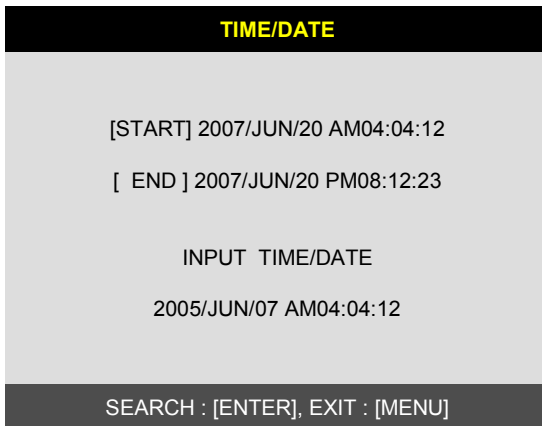 TIME/DATE
[START] 2007/JUN/20 AM04:04:12
[ END ] 2007/JUN/20 PM08:12:23
INPUT TIME/DATE
2005/JUN/07 AM04:04:12
SEARCH : [ENTER], EXIT : [MENU]